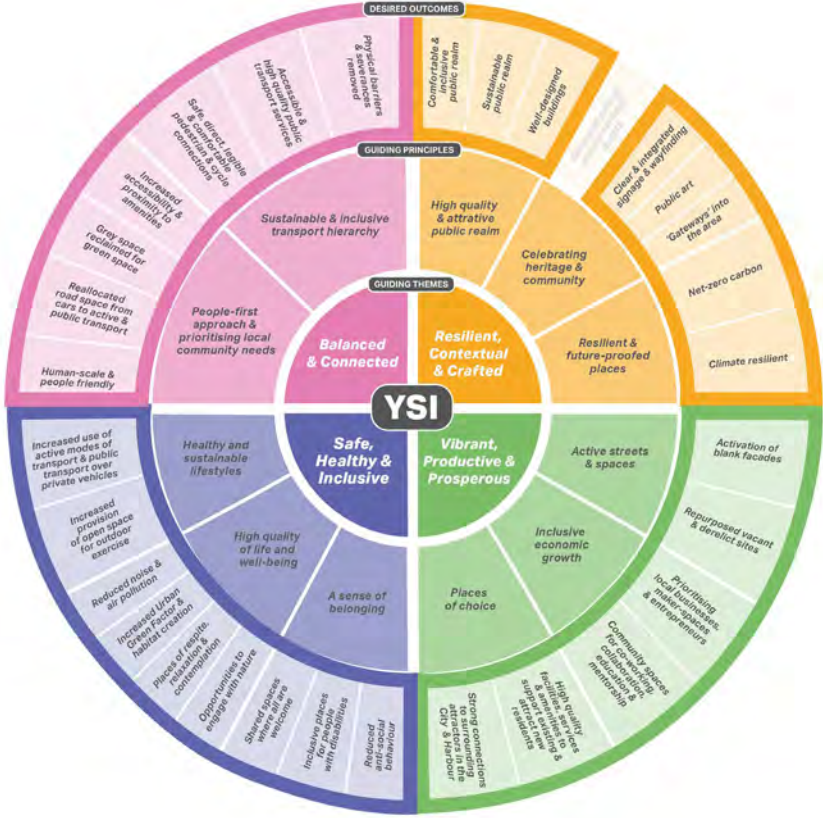 DESIRED OUTCOMES
Physical barriers
& severances
removed
Accessible &
high quality public
transport services
Safe, direct, legible
& comfortable
pedestrian & cycle
connections
Increased
accessibility &
proximity to
amenities
Grey space
reclaimed for
green space
Reallocated
road space from
cars to active &
public transport
Human-scale &
people friendly
Comfortable &
inclusive
public realm
Sustainable
public realm
Well-designed
buildings
Clear & integrated
signage & wayfinding
Public art
'Gateways' into
the area
Net-zero carbon
Climate resilient
GUIDING PRINCIPLES
Sustainable & inclusive
transport hierarchy
People-first
approach &
prioritising local
community needs
High quality
& attrative
public realm
Celebrating
heritage &
community
Resilient &
future-proofed
places
GUIDING THEMES
Balanced
& Connected
Resilient,
Contextual
& Crafted
YSI
Safe,
Healthy &
Inclusive
Vibrant,
Productive &
Prosperous
Healthy and
sustainable
lifestyles
High quality
of life and
well-being
A sense of
belonging
Active streets
& spaces
Inclusive
economic
growth
Places
of choice
Increased use of
active modes of
transport & public
transport over
private vehicles
Increased
provision
of open space
for outdoor
exercise
Reduced noise &
air pollution
Increased Urban
Green Factor &
habitat creation
Places of respite,
relaxation &
contemplation
Opportunities to
engage with nature
Shared spaces
where all are
welcome
Inclusive places
for people
with disabilities
Reduced
anti-social
behaviour
Activation of
blank facades
Repurposed vacant
& derelict sites
Prioritising
local businesses,
maker-spaces
& entrepreneurs
Community spaces
for co-working,
collaboration,
education &
mentorship
High quality
facilities, services
& amenities to
support existing &
attract new
residents
Strong connections
to surrounding
attractors in the
City & Harbour